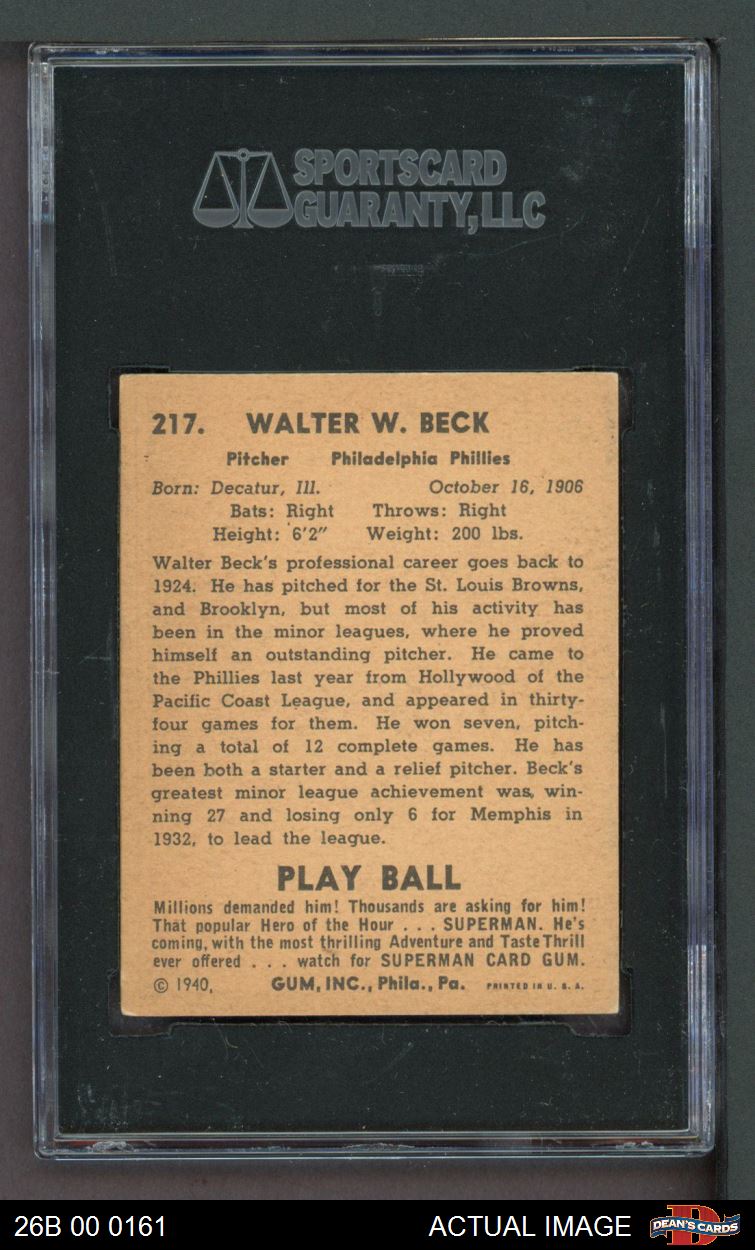 SPORTSCARD
GUARANTY, LLC
217. WALTER W. BECK
Pitcher Philadelphia Phillies
Born: Decatur, Ill. October 16, 1906
Bats: Right Throws: Right
Height: 6'2" Weight: 200 lbs.
Walter Beck's professional career goes back to
1924. He has pitched for the St. Louis Browns,
and Brooklyn, but most of his activity has
been in the minor leagues, where he proved
himself an outstanding pitcher. He came to
the Phillies last year from Hollywood of the
Pacific Coast League, and appeared in thirty-
four games for them. He won seven, pitch-
ing a total of 12 complete games. He has
been both a starter and a relief pitcher. Beck's
greatest minor league achievement was, win-
ning 27 and losing only 6 for Memphis in
1932, to lead the league.
PLAY BALL
Millions demanded him! Thousands are asking for him!
That popular Hero of the Hour . . . SUPERMAN. He's
coming, with the most thrilling Adventure and Taste Thrill
ever offered . . . watch for SUPERMAN CARD GUM.
© 1940, GUM, INC., Phila., Pa. PRINTED IN U. S. A.
26B 00 0161 ACTUAL IMAGE D DEAN'S CARDS